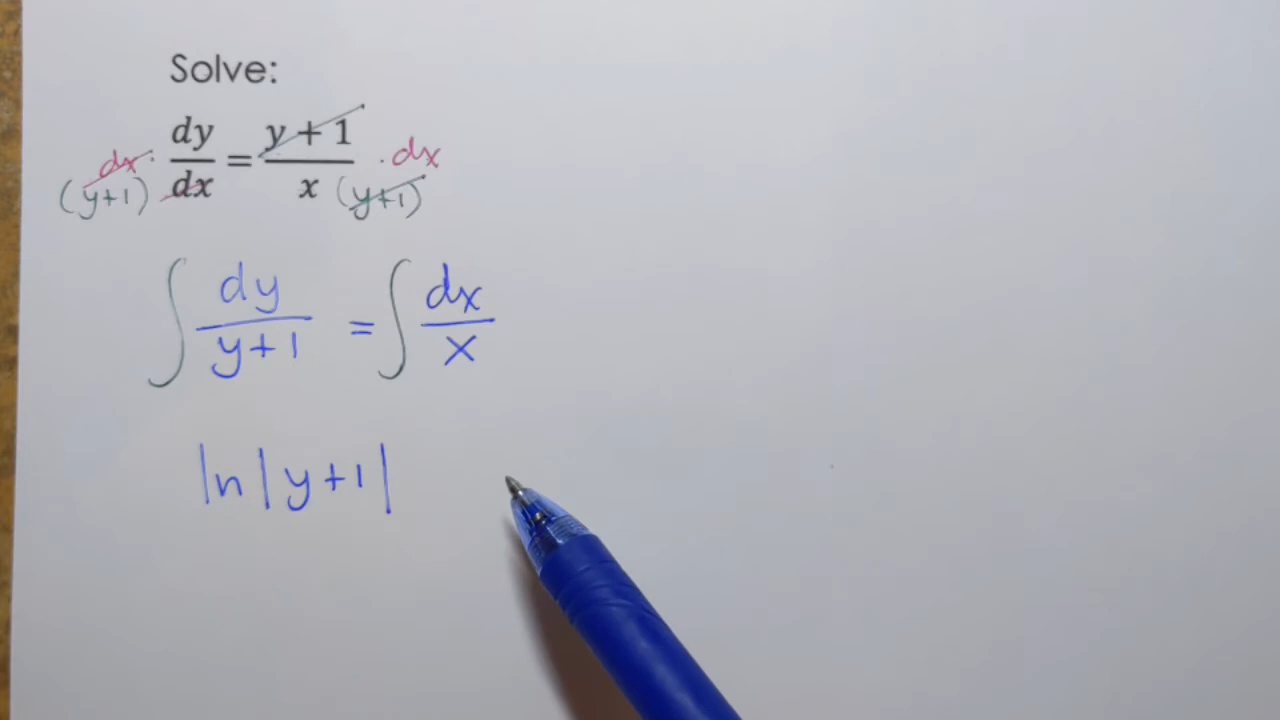 Solve:
dx · dy/dx = y + 1/x · dx
(y+1) (y+1)
∫ dy/y+1 = ∫ dx/x
ln|y+1|